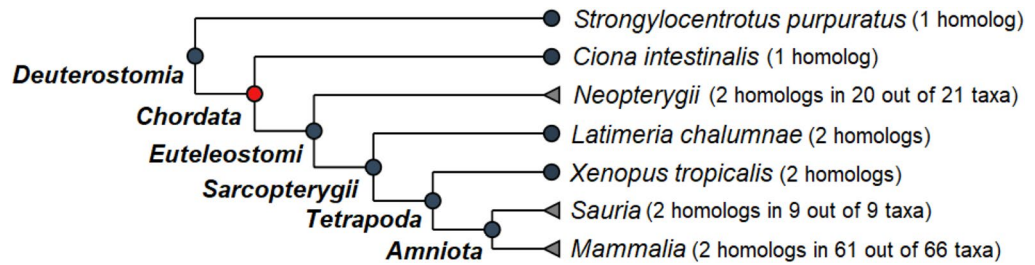 Strongylocentrotus purpuratus (1 homolog)
Deuterostomia
Ciona intestinalis (1 homolog)
Chordata
Neopterygii (2 homologs in 20 out of 21 taxa)
Euteleostomi
Latimeria chalumnae (2 homologs)
Sarcopterygii
Xenopus tropicalis (2 homologs)
Tetrapoda
Sauria (2 homologs in 9 out of 9 taxa)
Amniota
Mammalia (2 homologs in 61 out of 66 taxa)